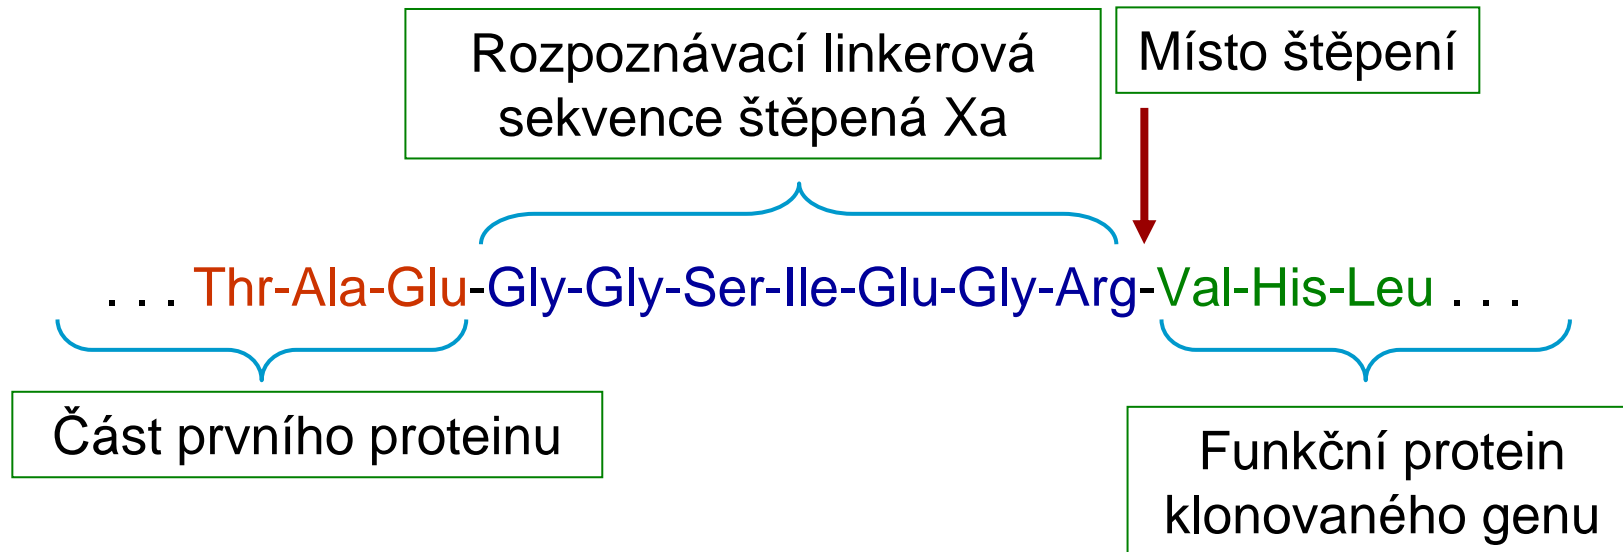 Rozpoznávací linkerová
sekvence štěpená Xa
Místo štěpení
. . . Thr-Ala-Glu-Gly-Gly-Ser-Ile-Glu-Gly-Arg-Val-His-Leu . . .
Část prvního proteinu
Funkční protein
klonovaného genu